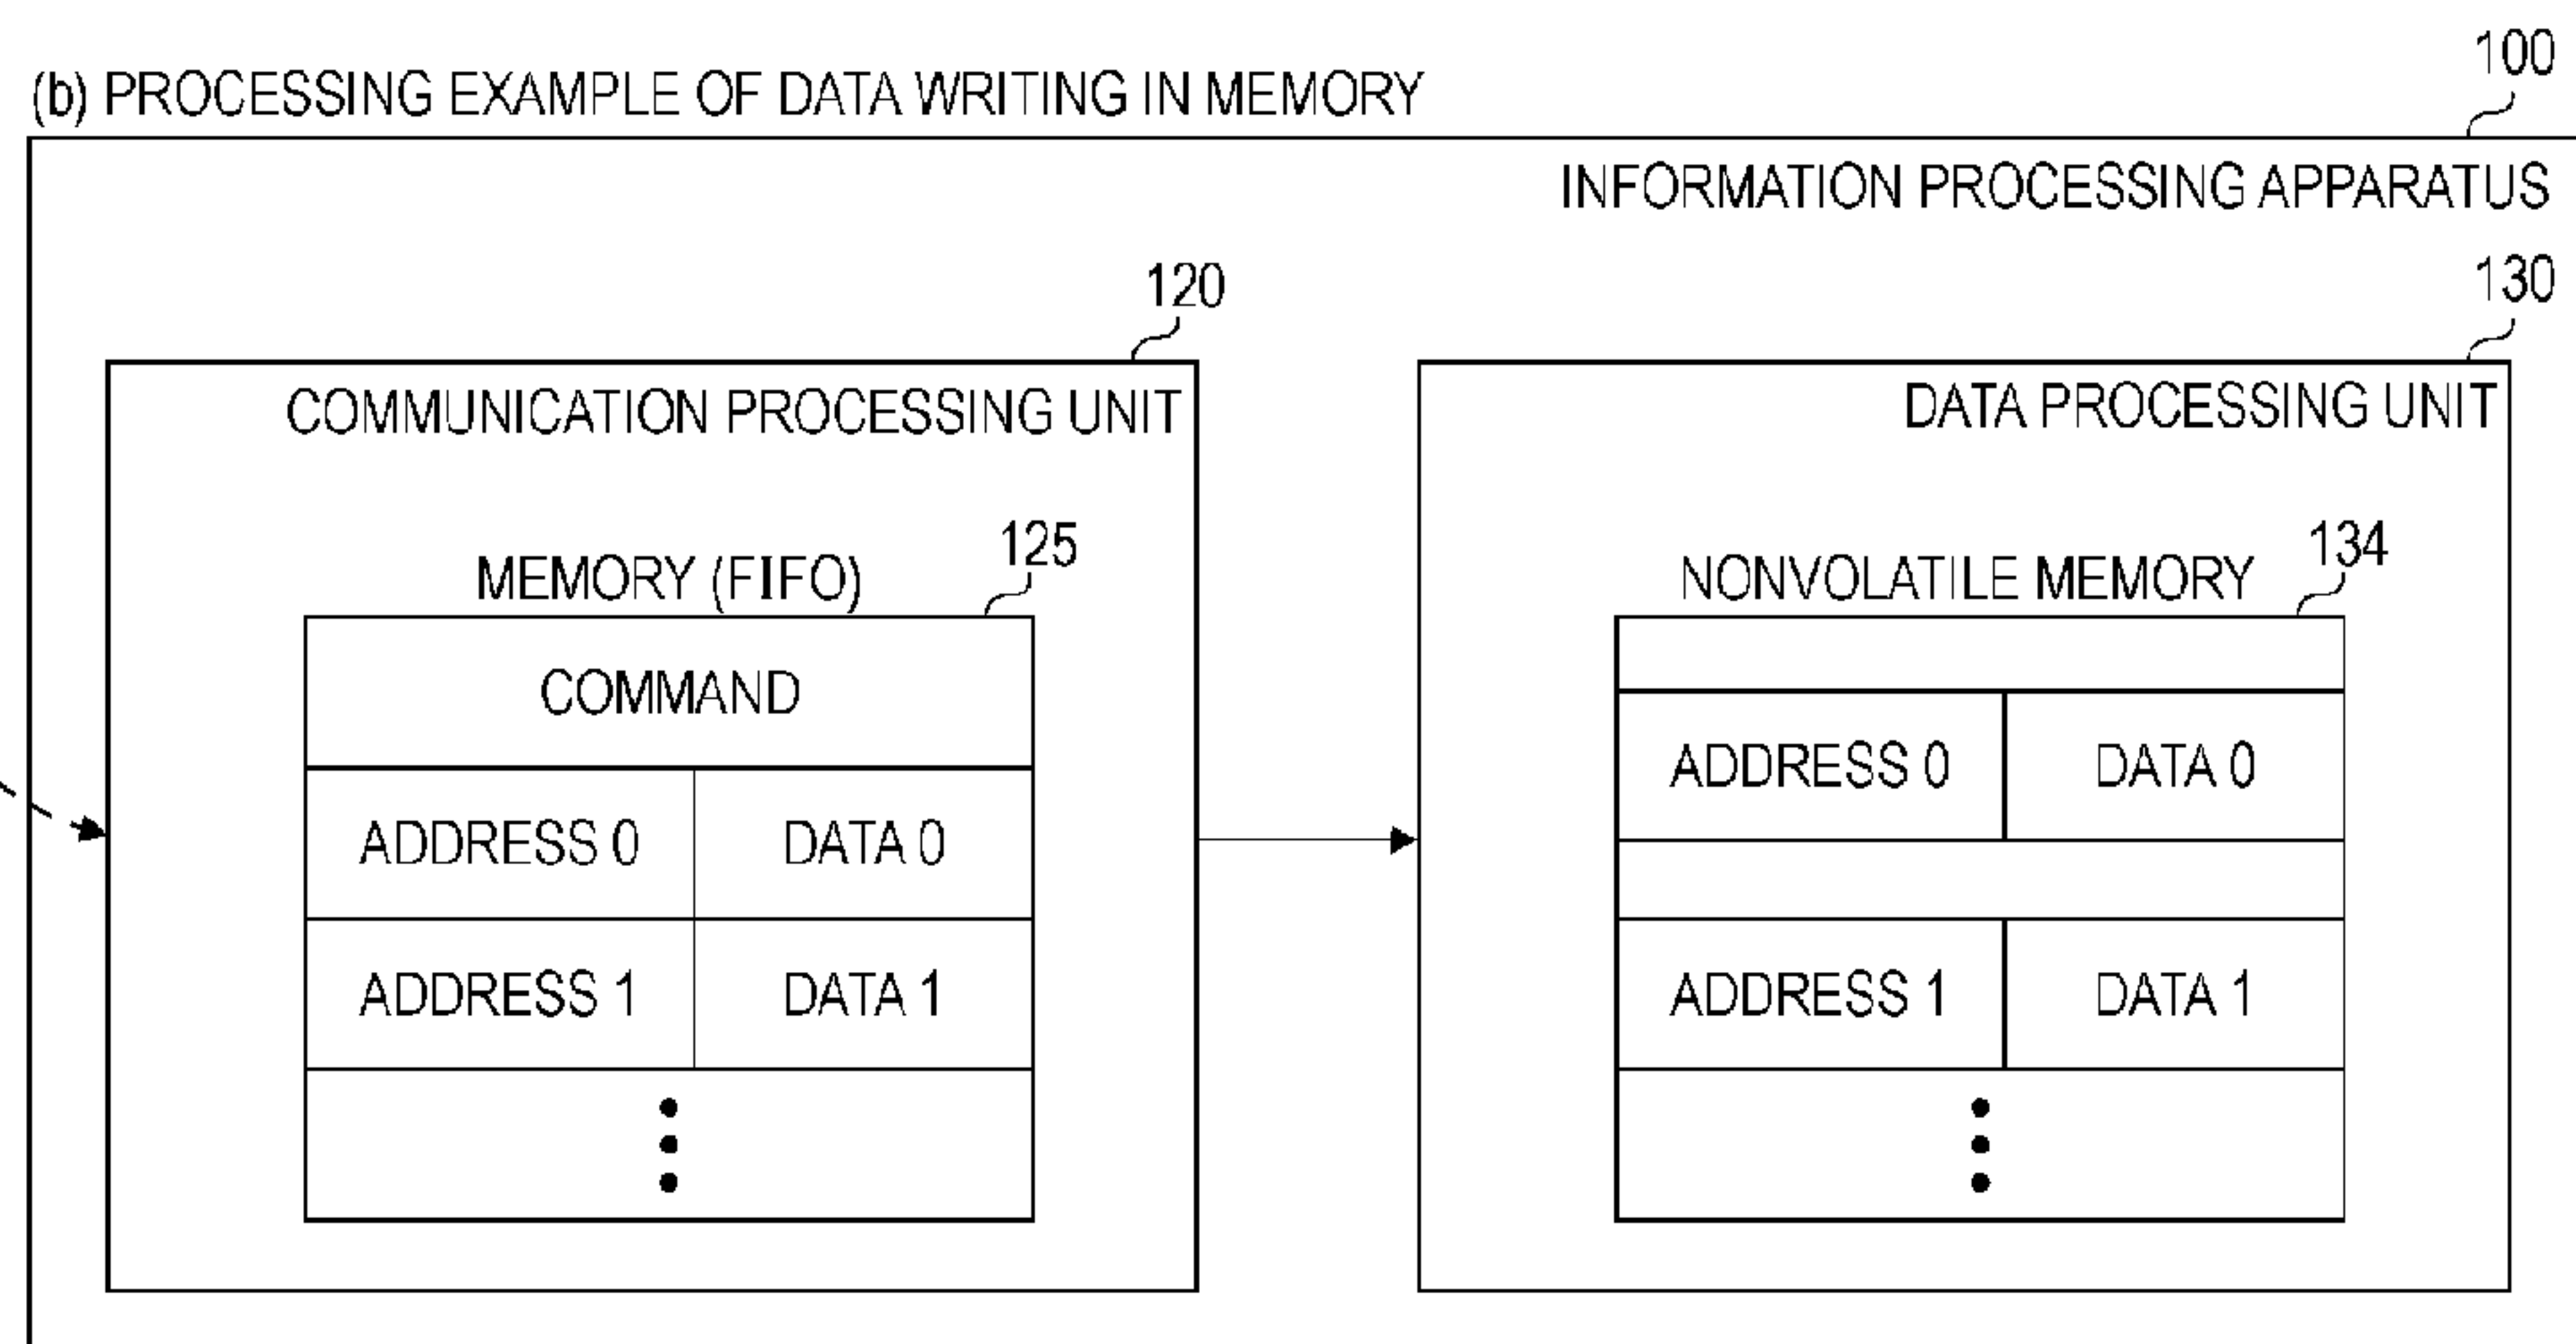 100
(b) PROCESSING EXAMPLE OF DATA WRITING IN MEMORY
INFORMATION PROCESSING APPARATUS
120
130
COMMUNICATION PROCESSING UNIT
DATA PROCESSING UNIT
125
MEMORY (FIFO)
COMMAND
ADDRESS 0 DATA 0
ADDRESS 1 DATA 1
134
NONVOLATILE MEMORY
ADDRESS 0 DATA 0
ADDRESS 1 DATA 1